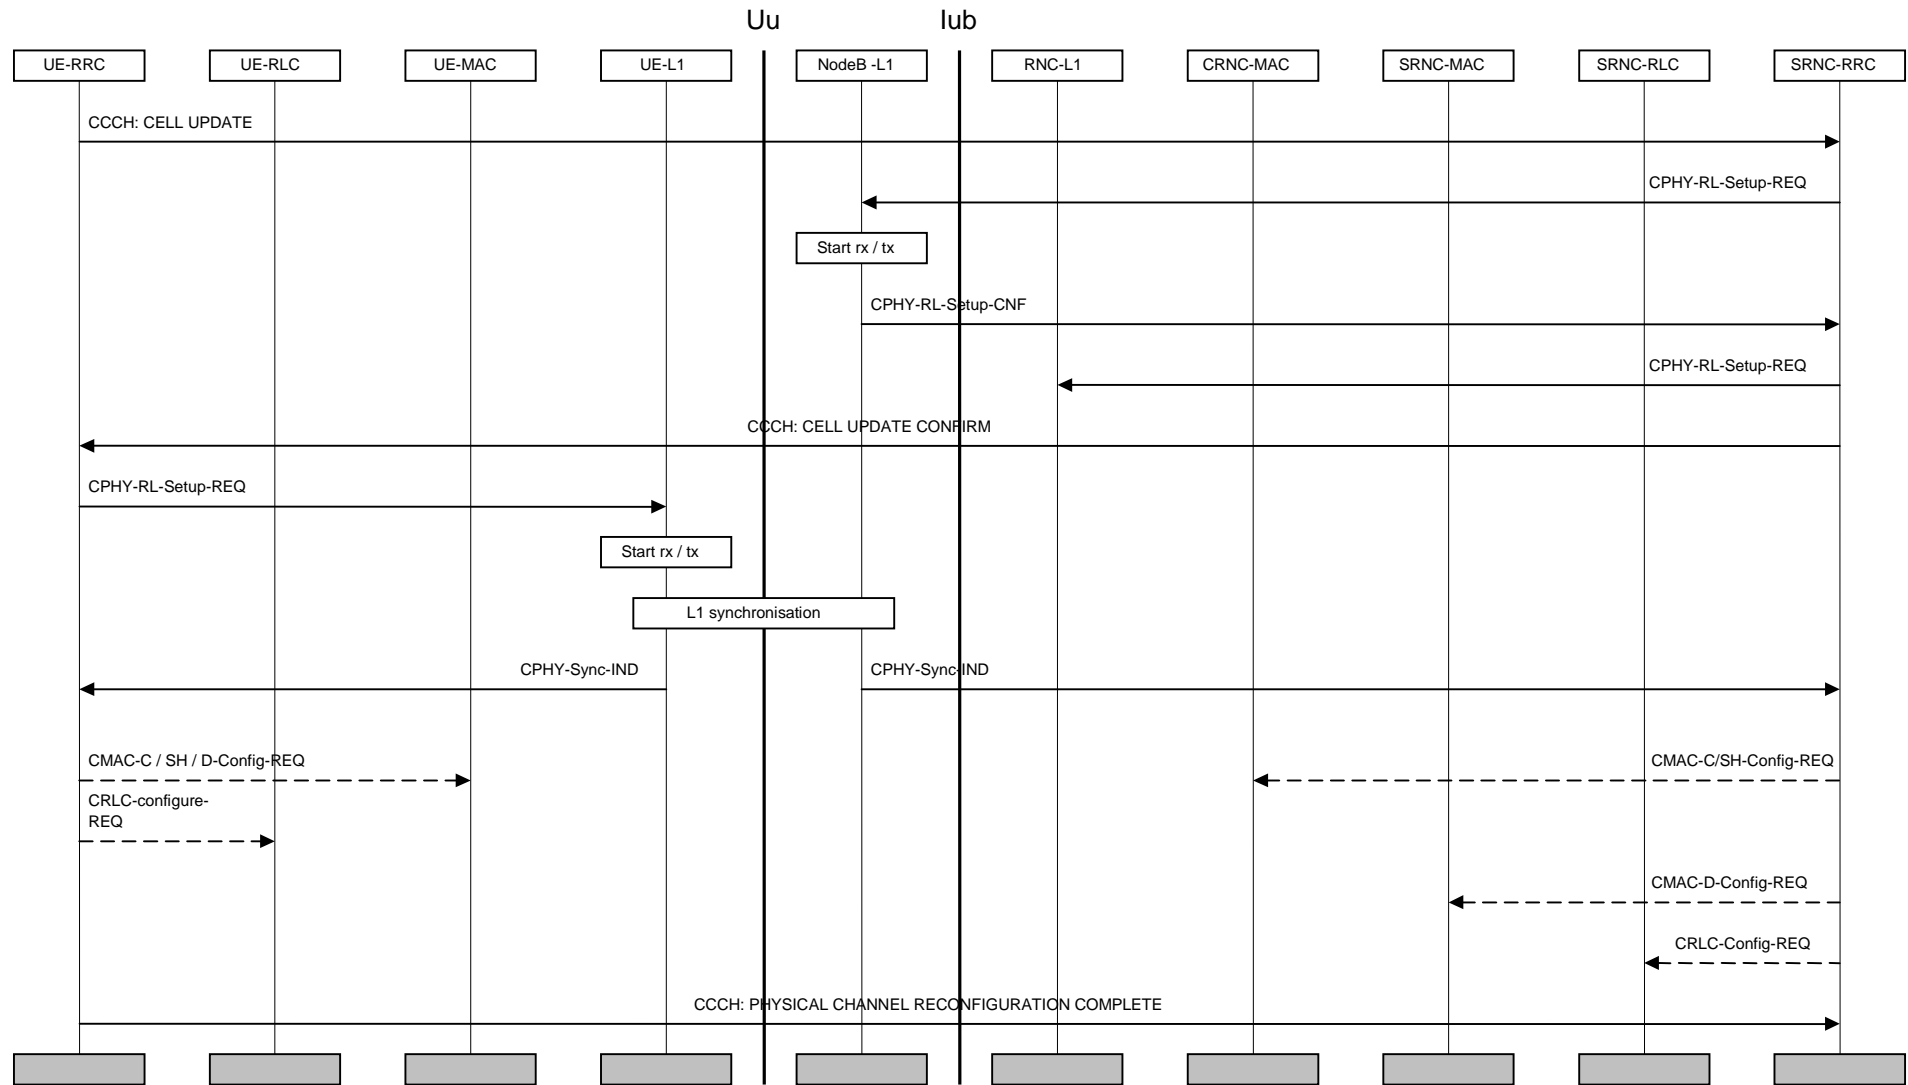 Uu
Iub
UE-RRC
UE-RLC
UE-MAC
UE-L1
NodeB -L1
RNC-L1
CRNC-MAC
SRNC-MAC
SRNC-RLC
SRNC-RRC
CCCH: CELL UPDATE
CPHY-RL-Setup-REQ
Start rx / tx
CPHY-RL-Setup-CNF
CPHY-RL-Setup-REQ
CCCH: CELL UPDATE CONFIRM
CPHY-RL-Setup-REQ
Start rx / tx
L1 synchronisation
CPHY-Sync-IND
CPHY-Sync-IND
CMAC-C / SH / D-Config-REQ
CMAC-C/SH-Config-REQ
CRLC-configure-
REQ
CMAC-D-Config-REQ
CRLC-Config-REQ
CCCH: PHYSICAL CHANNEL RECONFIGURATION COMPLETE